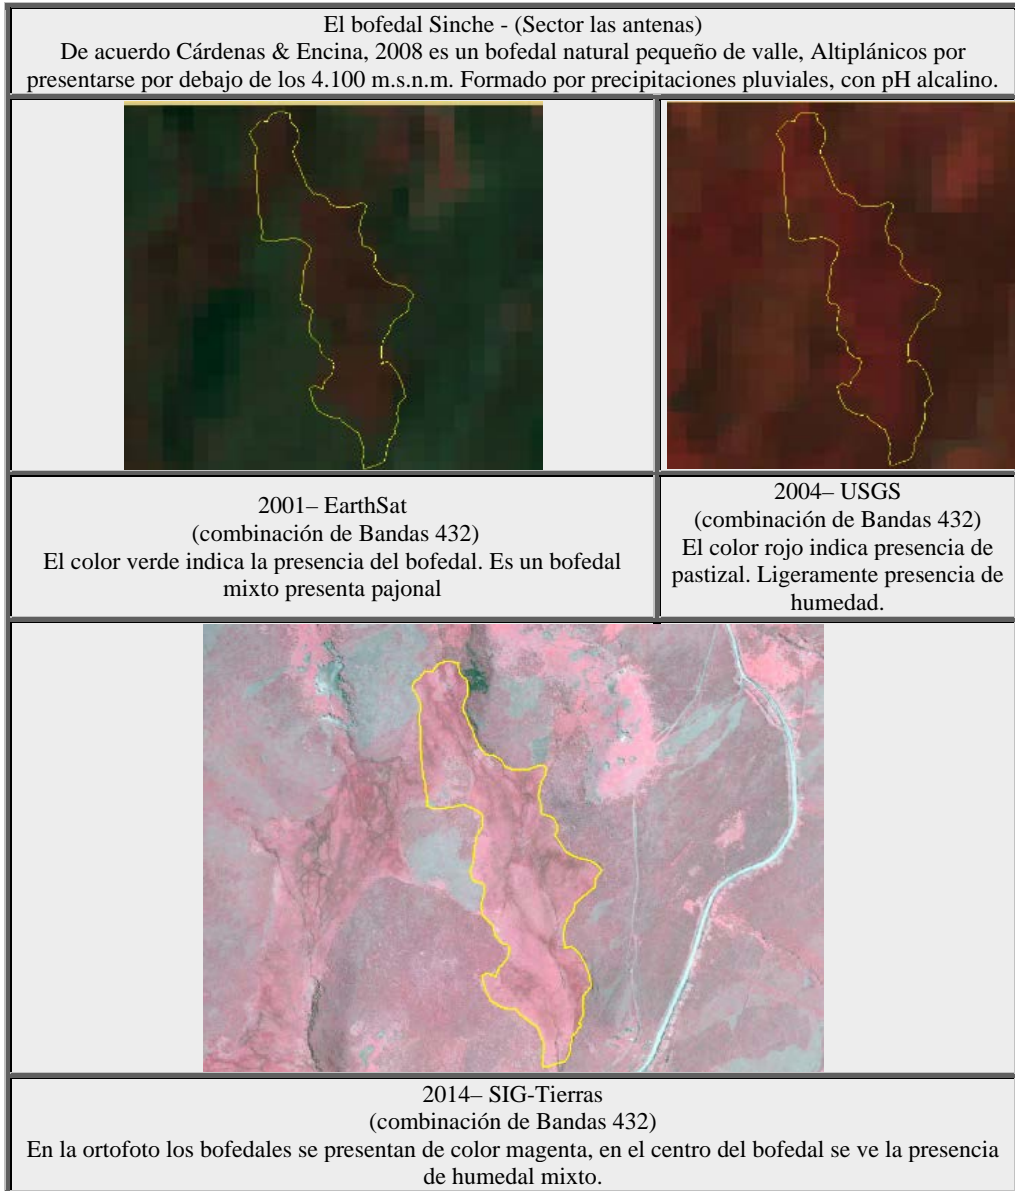 El bofedal Sinche - (Sector las antenas)
De acuerdo Cárdenas & Encina, 2008 es un bofedal natural pequeño de valle, Altiplánicos por
presentarse por debajo de los 4.100 m.s.n.m. Formado por precipitaciones pluviales, con pH alcalino.
2001– EarthSat
(combinación de Bandas 432)
El color verde indica la presencia del bofedal. Es un bofedal
mixto presenta pajonal
2004– USGS
(combinación de Bandas 432)
El color rojo indica presencia de
pastizal. Ligeramente presencia de
humedad.
2014– SIG-Tierras
(combinación de Bandas 432)
En la ortofoto los bofedales se presentan de color magenta, en el centro del bofedal se ve la presencia
de humedal mixto.